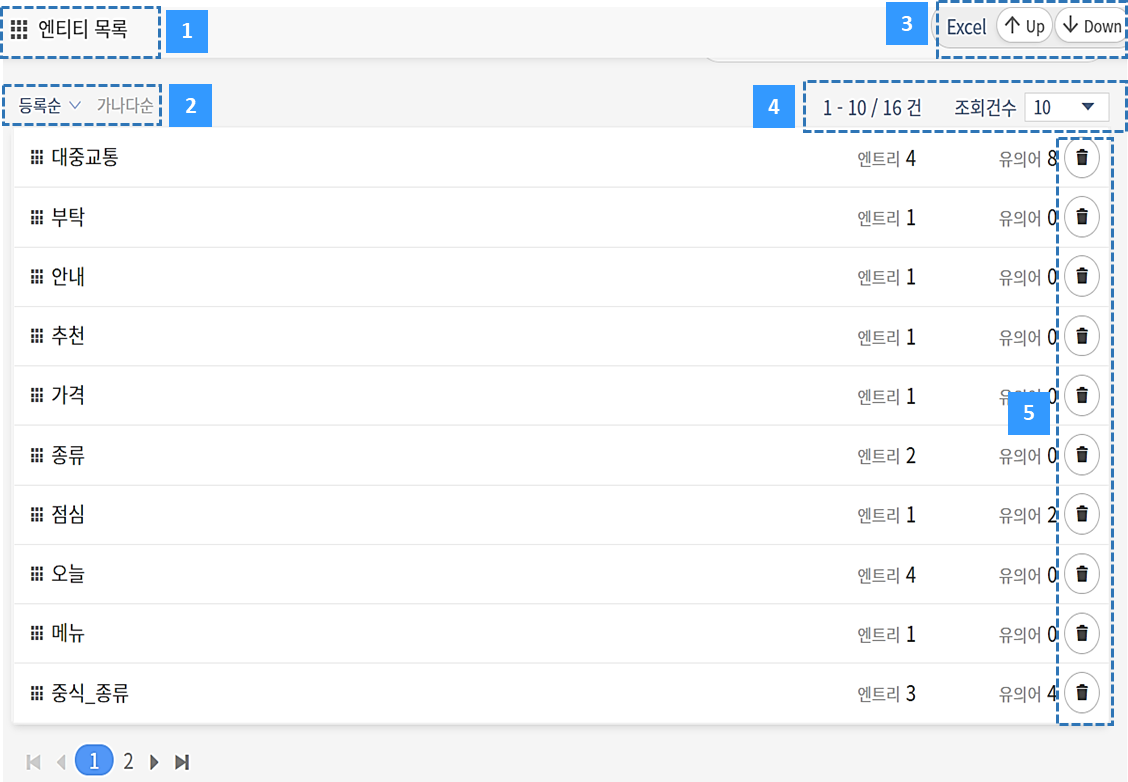 엔티티 목록 1 3 Excel Up Down
등록순 가나다순 2 4 1 - 10 / 16 건 조회건수 10
대중교통 엔트리 4 유의어 8
부탁 엔트리 1 유의어 0
안내 엔트리 1 유의어 0
추천 엔트리 1 유의어 0
가격 엔트리 1 0
5
종류 엔트리 2 유의어 0
점심 엔트리 1 유의어 2
오늘 엔트리 4 유의어 0
메뉴 엔트리 1 유의어 0
중식_종류 엔트리 3 유의어 4
1 2